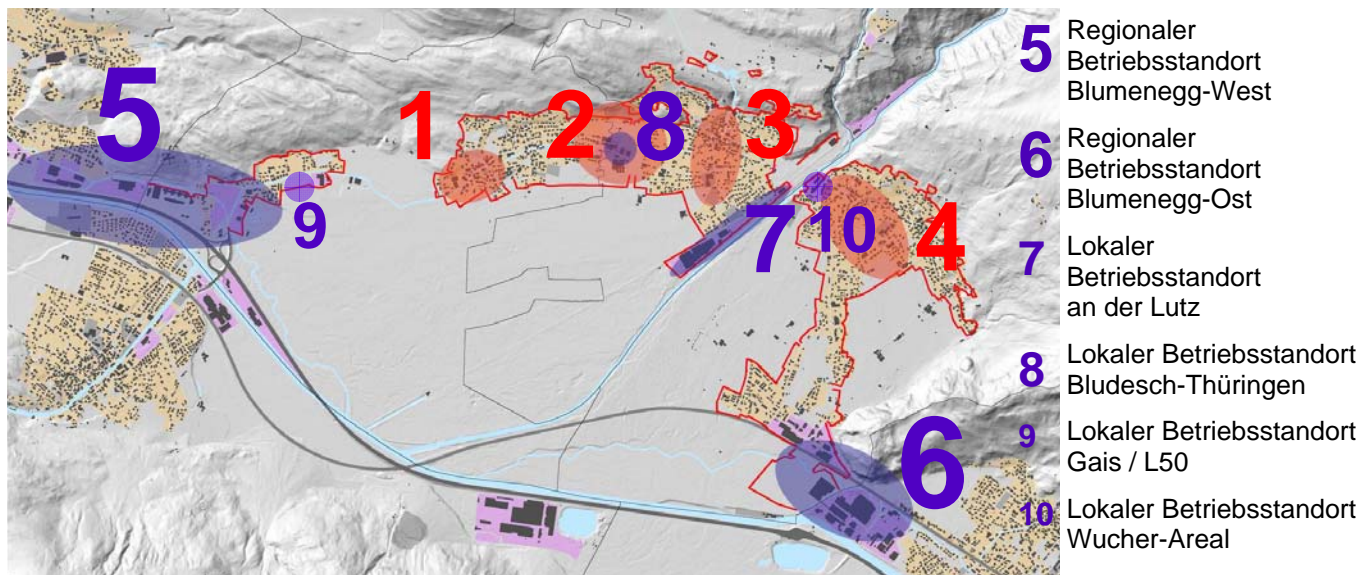 5
1
2
8
3
9
7
10
4
6
5 Regionaler
Betriebsstandort
Blumenegg-West
6 Regionaler
Betriebsstandort
Blumenegg-Ost
7 Lokaler
Betriebsstandort
an der Lutz
8 Lokaler Betriebsstandort
Bludesch-Thüringen
9 Lokaler Betriebsstandort
Gais / L50
10 Lokaler Betriebsstandort
Wucher-Areal